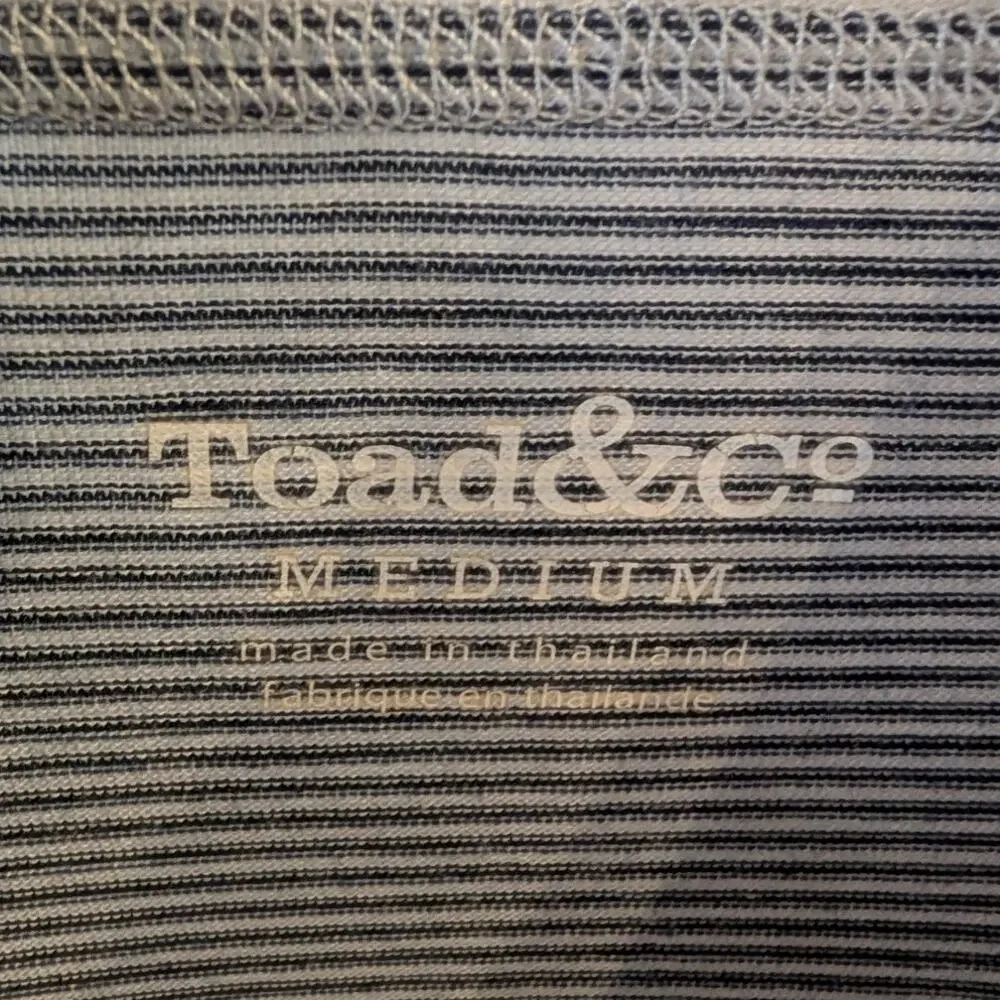 Toad&Cº
MEDIUM
made in thailand
fabrique en thailande